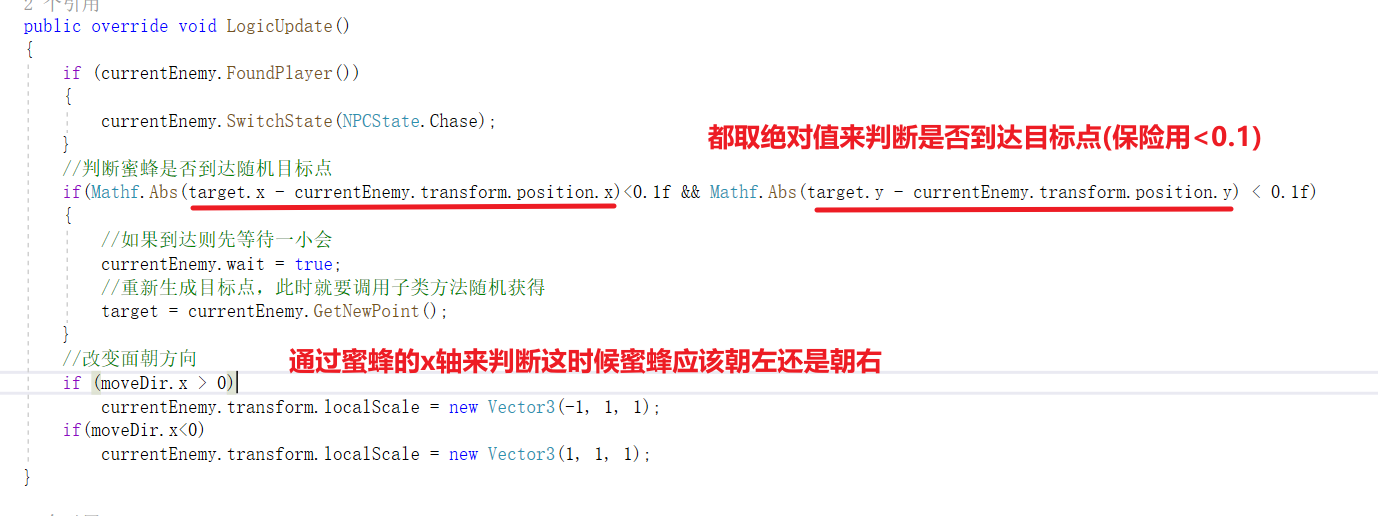 2 个引用
public override void LogicUpdate()
{
if (currentEnemy.FoundPlayer())
{
currentEnemy.SwitchState(NPCState.Chase);
}
都取绝对值来判断是否到达目标点(保险用<0.1)
//判断蜜蜂是否到达随机目标点
if(Mathf.Abs(target.x - currentEnemy.transform.position.x)<0.1f && Mathf.Abs(target.y - currentEnemy.transform.position.y) < 0.1f)
{
//如果到达则先等待一小会
currentEnemy.wait = true;
//重新生成目标点，此时就要调用子类方法随机获得
target = currentEnemy.GetNewPoint();
}
//改变面朝方向
通过蜜蜂的x轴来判断这时候蜜蜂应该朝左还是朝右
if (moveDir.x > 0)
currentEnemy.transform.localScale = new Vector3(-1, 1, 1);
if(moveDir.x<0)
currentEnemy.transform.localScale = new Vector3(1, 1, 1);
}